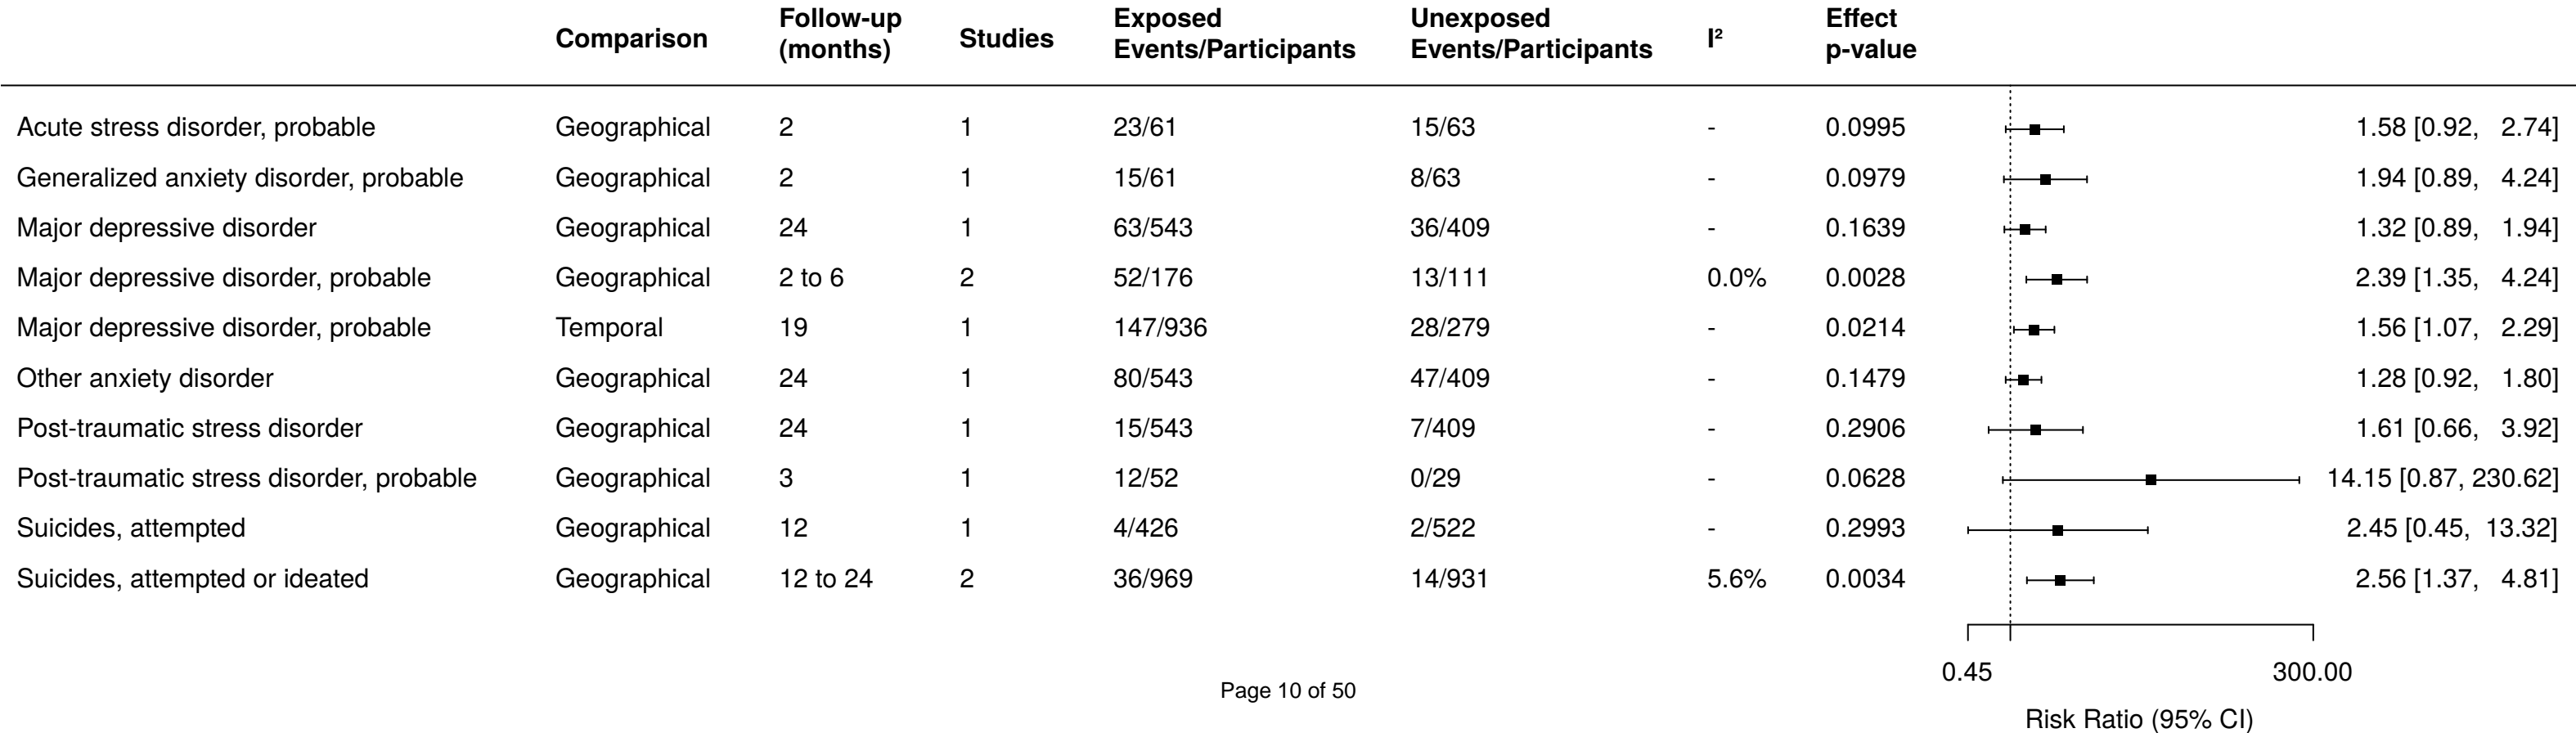 Comparison Follow-up (months) Studies Exposed Events/Participants Unexposed Events/Participants I² Effect p-value
Acute stress disorder, probable Geographical 2 1 23/61 15/63 - 0.0995 1.58 [0.92, 2.74]
Generalized anxiety disorder, probable Geographical 2 1 15/61 8/63 - 0.0979 1.94 [0.89, 4.24]
Major depressive disorder Geographical 24 1 63/543 36/409 - 0.1639 1.32 [0.89, 1.94]
Major depressive disorder, probable Geographical 2 to 6 2 52/176 13/111 0.0% 0.0028 2.39 [1.35, 4.24]
Major depressive disorder, probable Temporal 19 1 147/936 28/279 - 0.0214 1.56 [1.07, 2.29]
Other anxiety disorder Geographical 24 1 80/543 47/409 - 0.1479 1.28 [0.92, 1.80]
Post-traumatic stress disorder Geographical 24 1 15/543 7/409 - 0.2906 1.61 [0.66, 3.92]
Post-traumatic stress disorder, probable Geographical 3 1 12/52 0/29 - 0.0628 14.15 [0.87, 230.62]
Suicides, attempted Geographical 12 1 4/426 2/522 - 0.2993 2.45 [0.45, 13.32]
Suicides, attempted or ideated Geographical 12 to 24 2 36/969 14/931 5.6% 0.0034 2.56 [1.37, 4.81]
0.45 300.00
Page 10 of 50
Risk Ratio (95% CI)